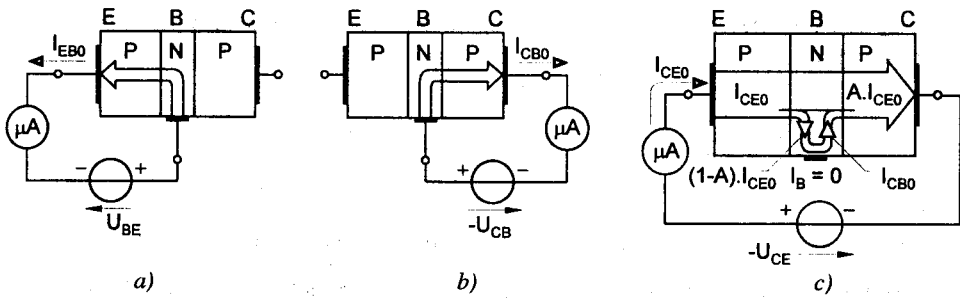 E B C
I_EB0 P N P
μA
− +
U_BE
a)
B C
P N P I_CB0
μA
+ −
-U_CB
b)
E B C
P N P
I_CE0 I_CE0 A.I_CE0
μA
(1-A).I_CE0 I_B = 0 I_CB0
+ −
-U_CE
c)